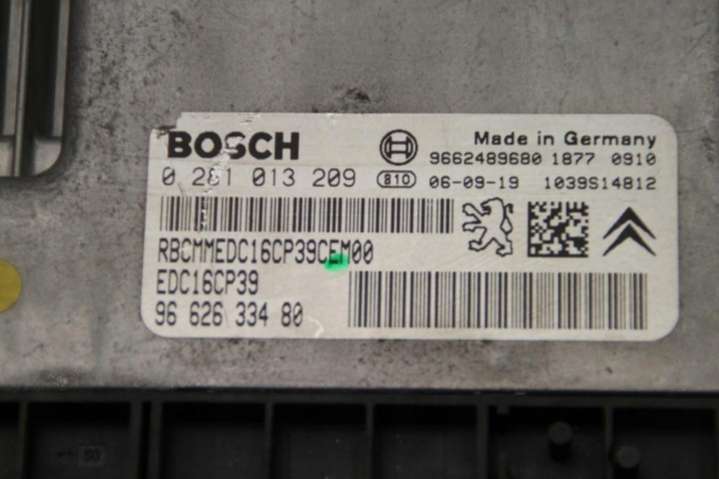 BOSCH
Made in Germany
9662489680 1877 0910
0 281 013 209 810 06-09-19 1039S14812
RBCMMEDC16CP39CEM00
EDC16CP39
96 626 334 80